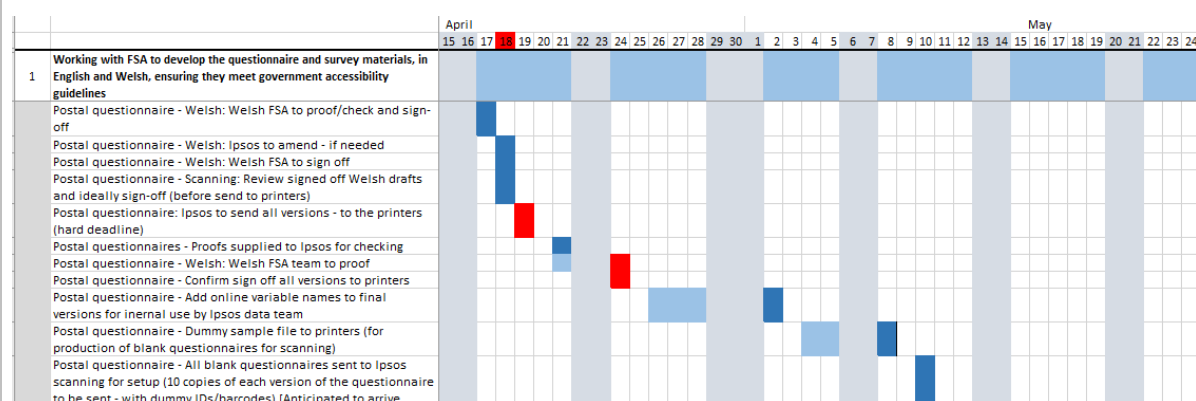 April May
15 16 17 18 19 20 21 22 23 24 25 26 27 28 29 30 1 2 3 4 5 6 7 8 9 10 11 12 13 14 15 16 17 18 19 20 21 22 23 24
1 Working with FSA to develop the questionnaire and survey materials, in
English and Welsh, ensuring they meet government accessibility
guidelines
Postal questionnaire - Welsh: Welsh FSA to proof/check and sign-
off
Postal questionnaire - Welsh: Ipsos to amend - if needed
Postal questionnaire - Welsh: Welsh FSA to sign off
Postal questionnaire - Scanning: Review signed off Welsh drafts
and ideally sign-off (before send to printers)
Postal questionnaire: Ipsos to send all versions - to the printers
(hard deadline)
Postal questionnaires - Proofs supplied to Ipsos for checking
Postal questionnaire - Welsh: Welsh FSA team to proof
Postal questionnaire - Confirm sign off all versions to printers
Postal questionnaire - Add online variable names to final
versions for inernal use by Ipsos data team
Postal questionnaire - Dummy sample file to printers (for
production of blank questionnaires for scanning)
Postal questionnaire - All blank questionnaires sent to Ipsos
scanning for setup (10 copies of each version of the questionnaire
to be sent - with dummy IDs/barcodes) [Anticipated to arrive